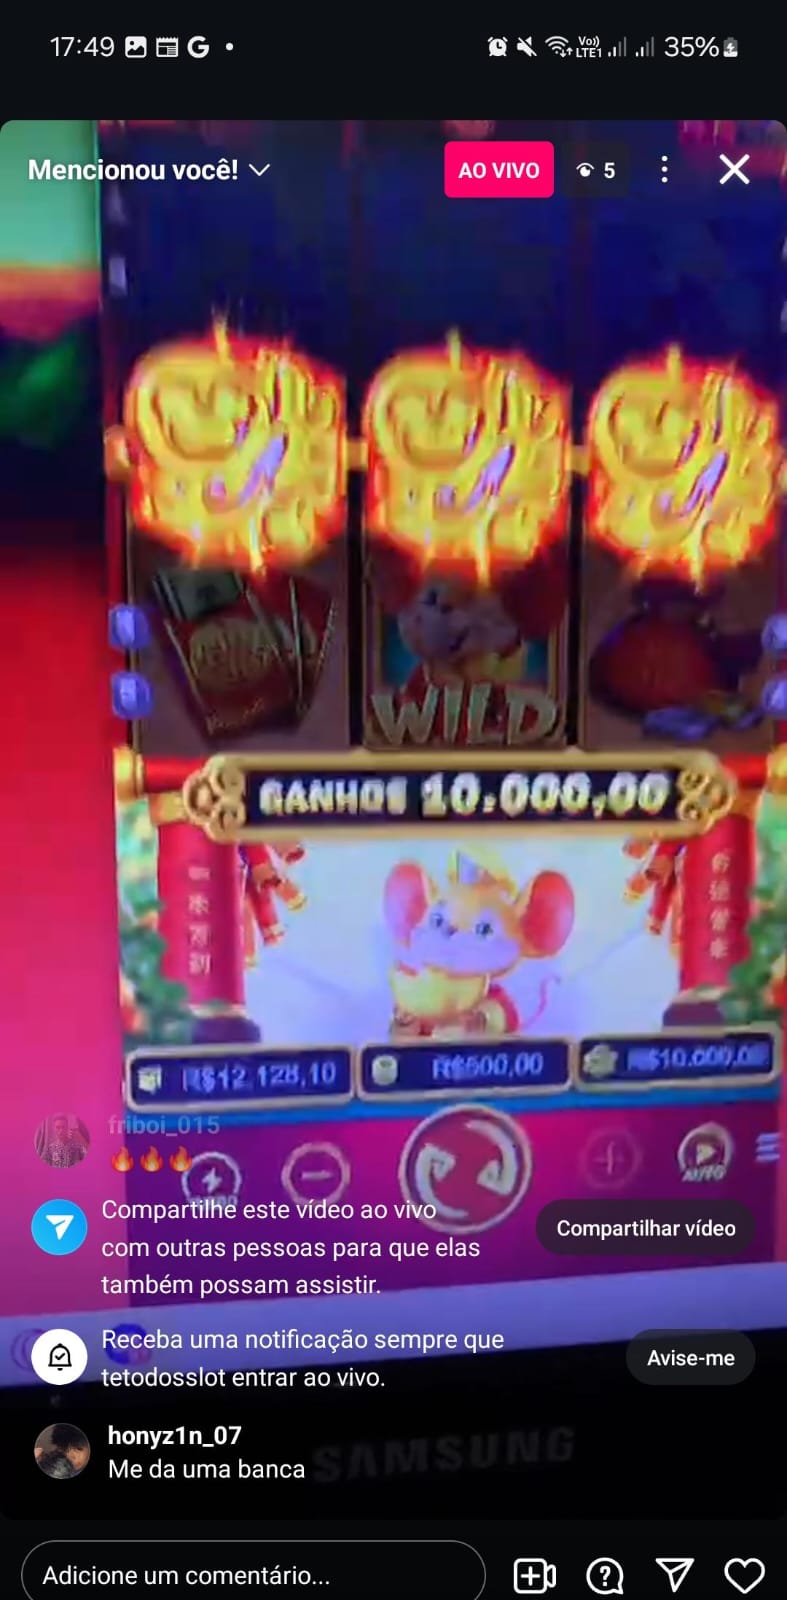 17:49
Vo))
LTE1
35%
Mencionou você!
AO VIVO
5
WILD
GANHOS 10.000,00
R$12.128,10
R$500,00
R$10.000,00
friboi_015
AUTO
Compartilhe este vídeo ao vivo
com outras pessoas para que elas
também possam assistir.
Compartilhar vídeo
Receba uma notificação sempre que
tetodosslot entrar ao vivo.
Avise-me
honyz1n_07
Me da uma banca
SAMSUNG
Adicione um comentário...